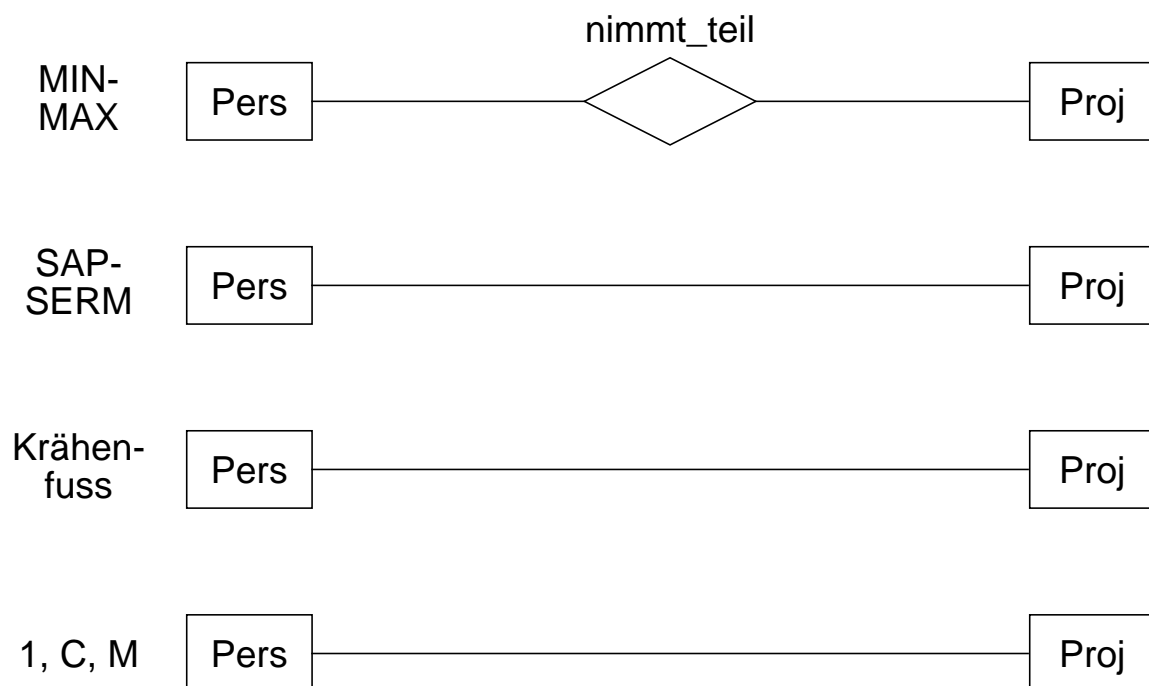 nimmt_teil
MIN-
MAX
Pers
Proj
SAP-
SERM
Pers
Proj
Krähen-
fuss
Pers
Proj
1, C, M
Pers
Proj